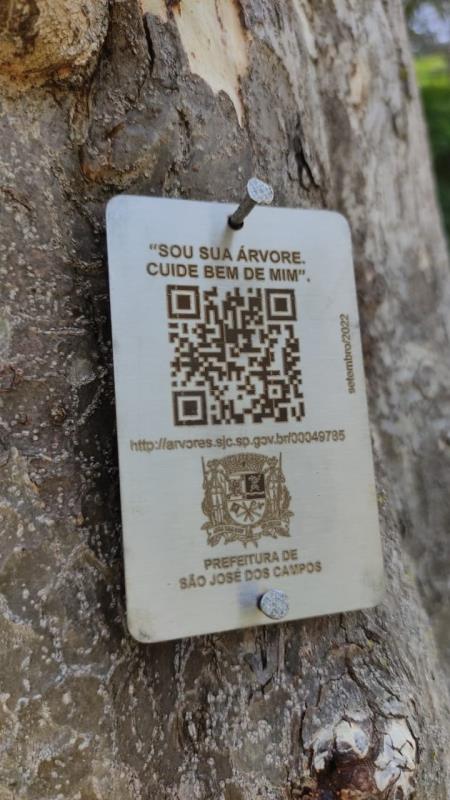 “SOU SUA ÁRVORE.
CUIDE BEM DE MIM”.
setembro/2022
http://arvores.sjc.sp.gov.br/00049785
PREFEITURA DE
SÃO JOSÉ DOS CAMPOS